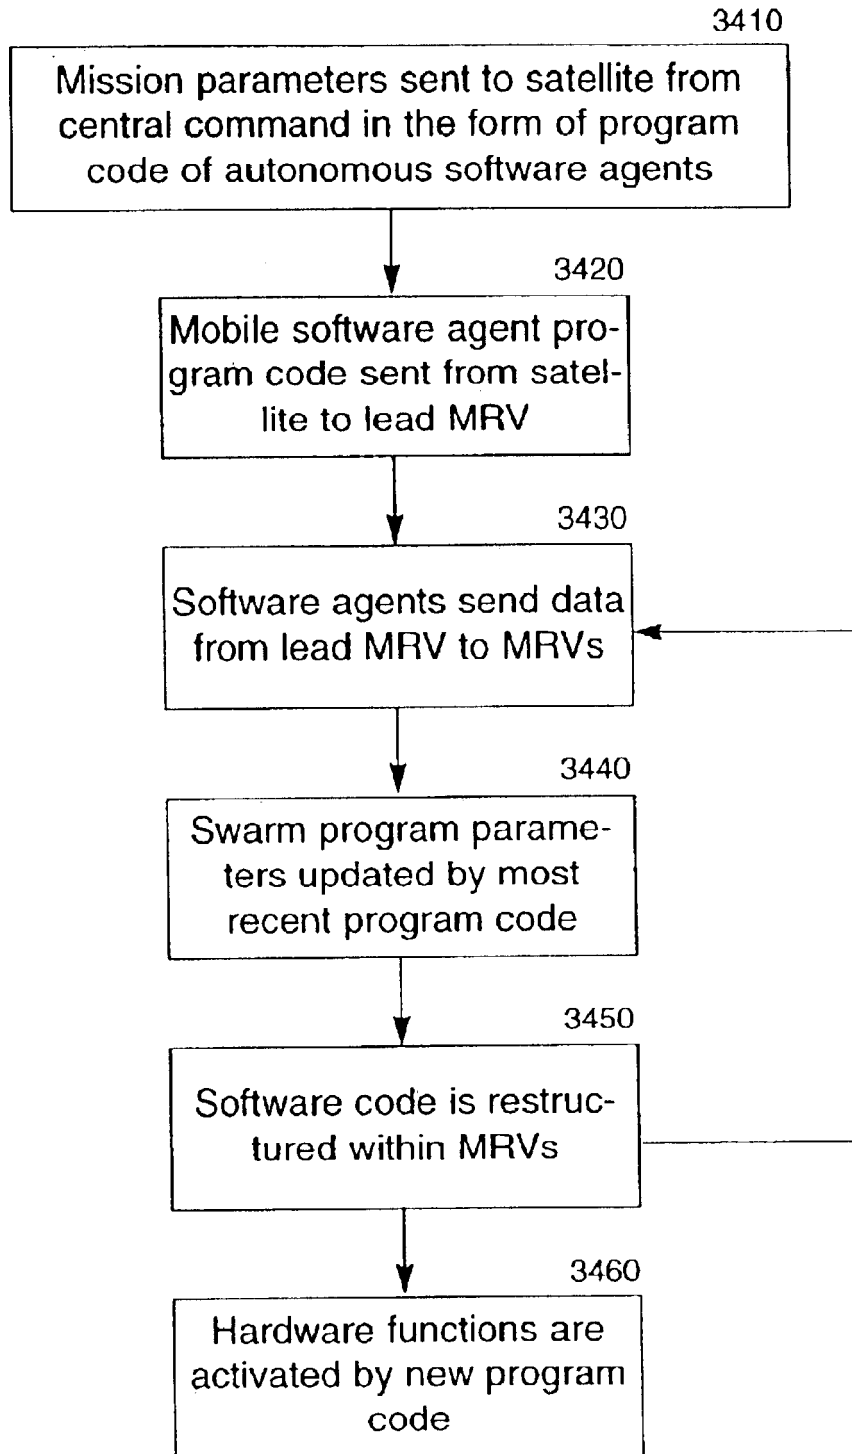 3410
Mission parameters sent to satellite from
central command in the form of program
code of autonomous software agents
3420
Mobile software agent pro-
gram code sent from satel-
lite to lead MRV
3430
Software agents send data
from lead MRV to MRVs
3440
Swarm program parame-
ters updated by most
recent program code
3450
Software code is restruc-
tured within MRVs
3460
Hardware functions are
activated by new program
code